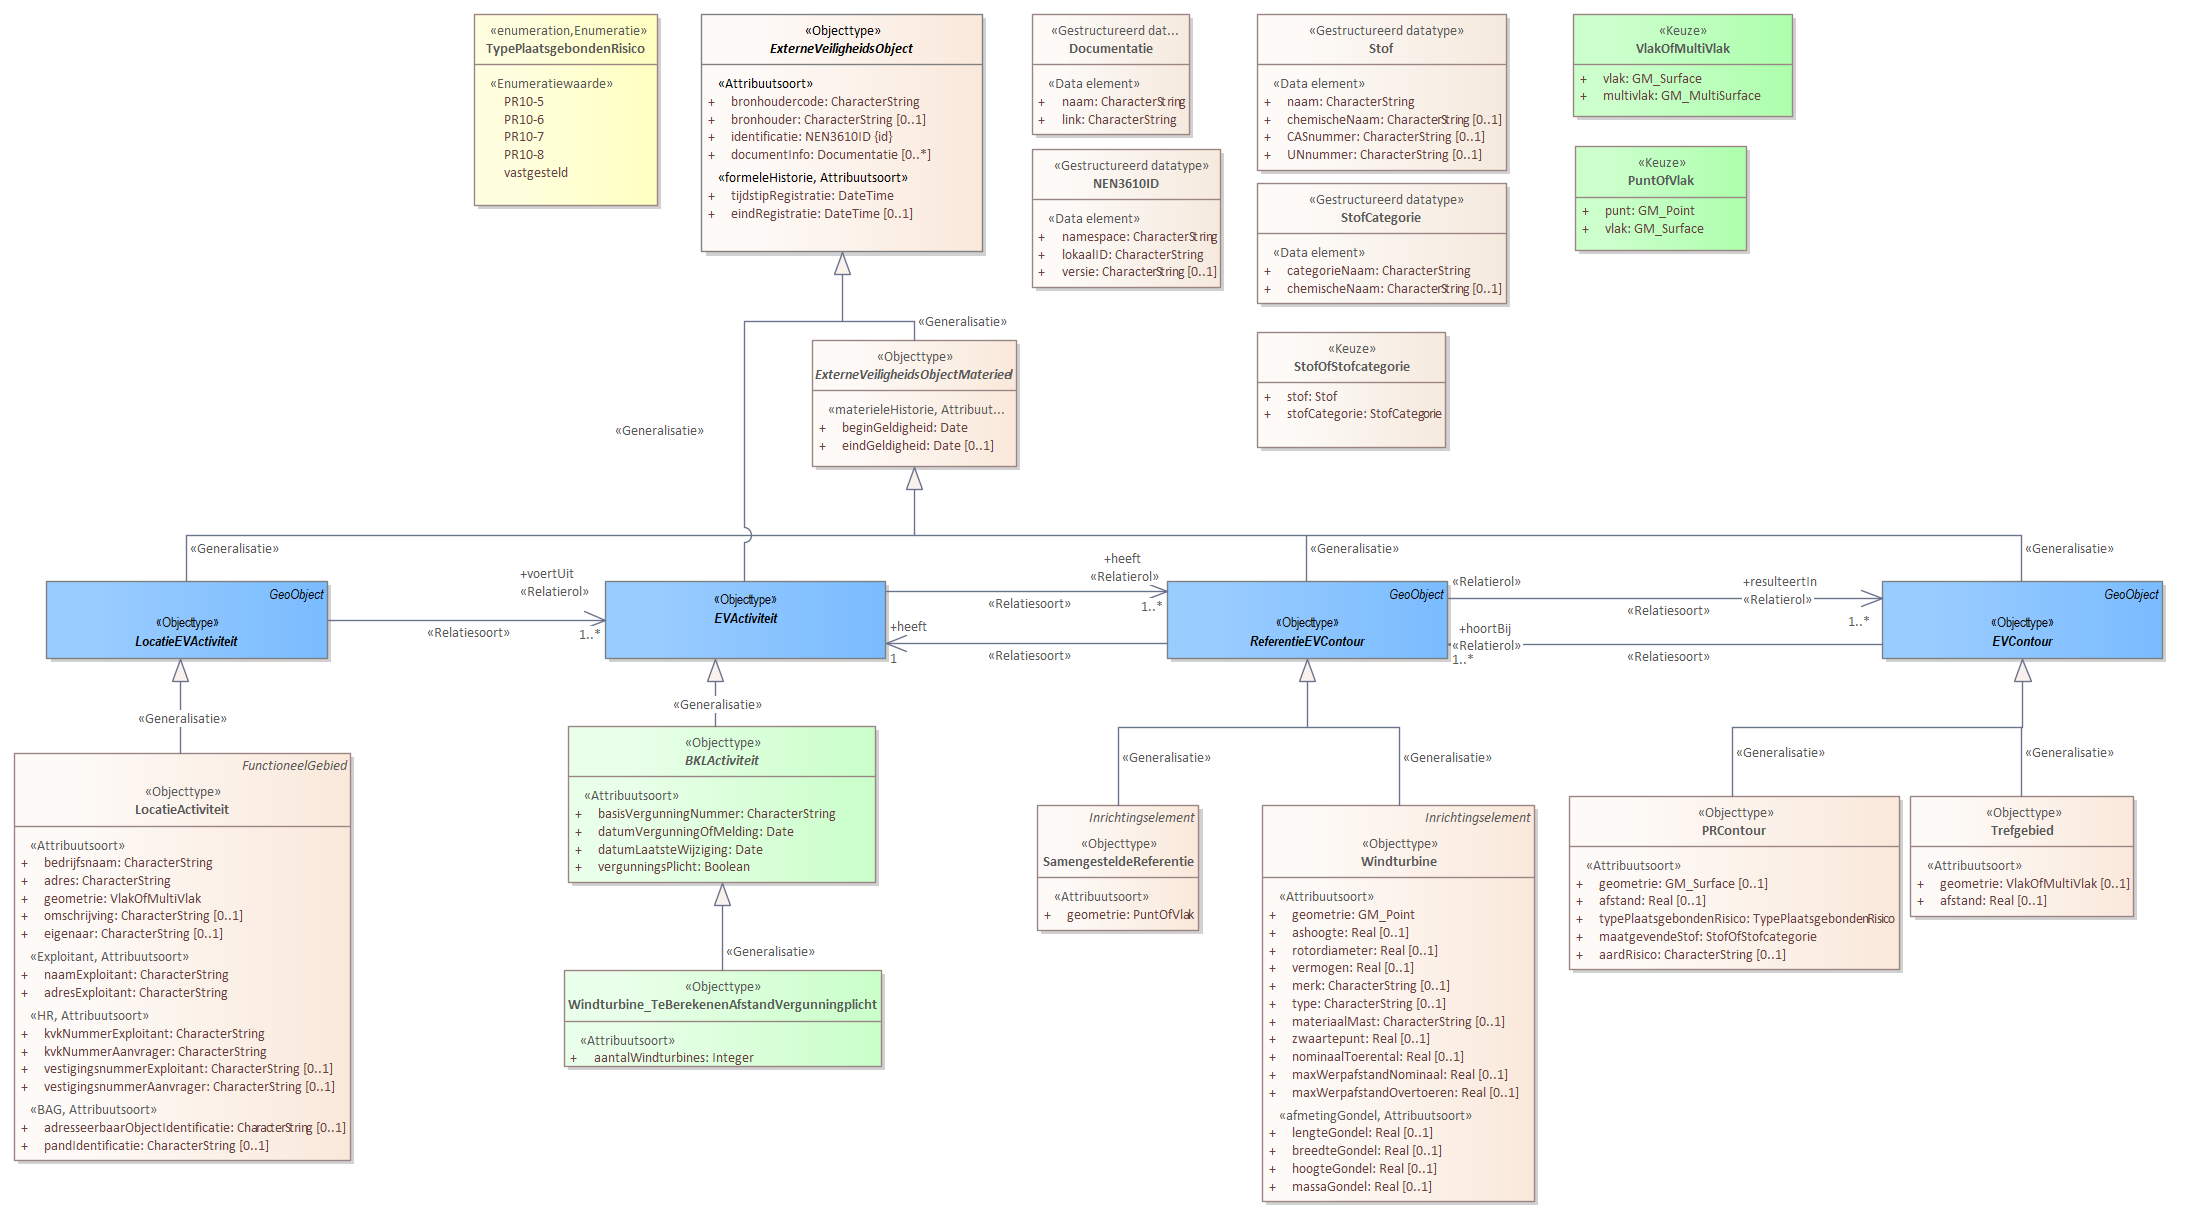 «enumeration,Enumeratie»
TypePlaatsgebondenRisico
«Enumeratiewaarde»
PR10-5
PR10-6
PR10-7
PR10-8
vastgesteld
«Objecttype»
ExterneVeiligheidsObject
«Attribuutsoort»
+ bronhoudercode: CharacterString
+ bronhouder: CharacterString [0..1]
+ identificatie: NEN3610ID {id}
+ documentInfo: Documentatie [0..*]
«formeleHistorie, Attribuutsoort»
+ tijdstipRegistratie: DateTime
+ eindRegistratie: DateTime [0..1]
«Gestructureerd dat...
Documentatie
«Data element»
+ naam: CharacterString
+ link: CharacterString
«Gestructureerd datatype»
NEN3610ID
«Data element»
+ namespace: CharacterString
+ lokaalID: CharacterString
+ versie: CharacterString [0..1]
«Gestructureerd datatype»
Stof
«Data element»
+ naam: CharacterString
+ chemischeNaam: CharacterString [0..1]
+ CASnummer: CharacterString [0..1]
+ UNnummer: CharacterString [0..1]
«Gestructureerd datatype»
StofCategorie
«Data element»
+ categorieNaam: CharacterString
+ chemischeNaam: CharacterString [0..1]
«Keuze»
StofOfStofcategorie
+ stof: Stof
+ stofCategorie: StofCategorie
«Keuze»
VlakOfMultiVlak
+ vlak: GM_Surface
+ multivlak: GM_MultiSurface
«Keuze»
PuntOfVlak
+ punt: GM_Point
+ vlak: GM_Surface
«Generalisatie»
«Objecttype»
ExterneVeiligheidsObjectMaterieel
«materieleHistorie, Attribuut...
+ beginGeldigheid: Date
+ eindGeldigheid: Date [0..1]
«Generalisatie»
«Generalisatie»
«Generalisatie»
«Generalisatie»
GeoObject
«Objecttype»
LocatieEVActiviteit
+voertUit
«Relatierol»
1..*
«Relatiesoort»
«Objecttype»
EVActiviteit
+heeft
«Relatierol»
1..*
«Relatiesoort»
+heeft
1
«Relatiesoort»
GeoObject
«Objecttype»
ReferentieEVContour
«Relatierol»
+resulteertIn
«Relatierol»
1..*
«Relatiesoort»
+hoortBij
«Relatierol»
1..*
«Relatiesoort»
GeoObject
«Objecttype»
EVContour
«Generalisatie»
«Generalisatie»
«Generalisatie»
«Generalisatie»
«Generalisatie»
«Generalisatie»
FunctioneelGebied
«Objecttype»
LocatieActiviteit
«Attribuutsoort»
+ bedrijfsnaam: CharacterString
+ adres: CharacterString
+ geometrie: VlakOfMultiVlak
+ omschrijving: CharacterString [0..1]
+ eigenaar: CharacterString [0..1]
«Exploitant, Attribuutsoort»
+ naamExploitant: CharacterString
+ adresExploitant: CharacterString
«HR, Attribuutsoort»
+ kvkNummerExploitant: CharacterString
+ kvkNummerAanvrager: CharacterString
+ vestigingsnummerExploitant: CharacterString [0..1]
+ vestigingsnummerAanvrager: CharacterString [0..1]
«BAG, Attribuutsoort»
+ adresseerbaarObjectIdentificatie: CharacterString [0..1]
+ pandIdentificatie: CharacterString [0..1]
«Objecttype»
BKLActiviteit
«Attribuutsoort»
+ basisVergunningNummer: CharacterString
+ datumVergunningOfMelding: Date
+ datumLaatsteWijziging: Date
+ vergunningsPlicht: Boolean
«Generalisatie»
«Objecttype»
Windturbine_TeBerekenenAfstandVergunningplicht
«Attribuutsoort»
+ aantalWindturbines: Integer
Inrichtingselement
«Objecttype»
SamengesteldeReferentie
«Attribuutsoort»
+ geometrie: PuntOfVlak
Inrichtingselement
«Objecttype»
Windturbine
«Attribuutsoort»
+ geometrie: GM_Point
+ ashoogte: Real [0..1]
+ rotordiameter: Real [0..1]
+ vermogen: Real [0..1]
+ merk: CharacterString [0..1]
+ type: CharacterString [0..1]
+ materiaalMast: CharacterString [0..1]
+ zwaartepunt: Real [0..1]
+ nominaalToerental: Real [0..1]
+ maxWerpafstandNominaal: Real [0..1]
+ maxWerpafstandOvertoeren: Real [0..1]
«afmetingGondel, Attribuutsoort»
+ lengteGondel: Real [0..1]
+ breedteGondel: Real [0..1]
+ hoogteGondel: Real [0..1]
+ massaGondel: Real [0..1]
«Objecttype»
PRContour
«Attribuutsoort»
+ geometrie: GM_Surface [0..1]
+ afstand: Real [0..1]
+ typePlaatsgebondenRisico: TypePlaatsgebondenRisico
+ maatgevendeStof: StofOfStofcategorie
+ aardRisico: CharacterString [0..1]
«Objecttype»
Trefgebied
«Attribuutsoort»
+ geometrie: VlakOfMultiVlak [0..1]
+ afstand: Real [0..1]